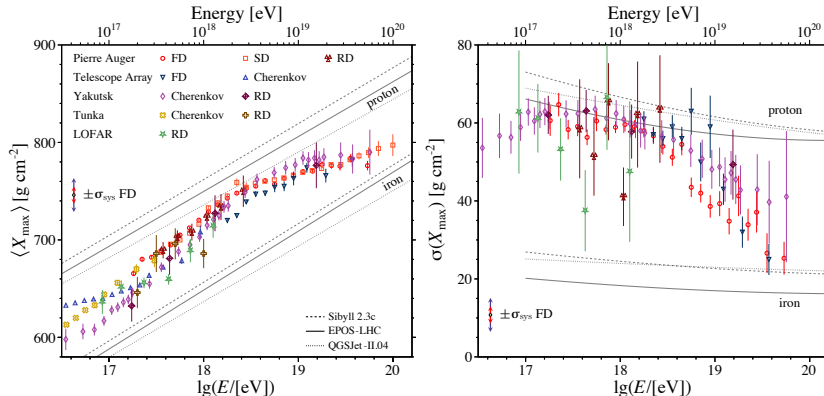 Energy [eV]
10^17 10^18 10^19 10^20
900
800
700
600
⟨X_max⟩ [g cm^-2]
Pierre Auger FD SD RD
Telescope Array FD Cherenkov
Yakutsk Cherenkov RD
Tunka Cherenkov RD
LOFAR RD
proton
iron
±σ_sys FD
Sibyll 2.3c
EPOS-LHC
QGSJet-II.04
17 18 19 20
lg(E/[eV])
Energy [eV]
10^17 10^18 10^19 10^20
80
60
40
20
0
σ(X_max) [g cm^-2]
proton
iron
±σ_sys FD
17 18 19 20
lg(E/[eV])